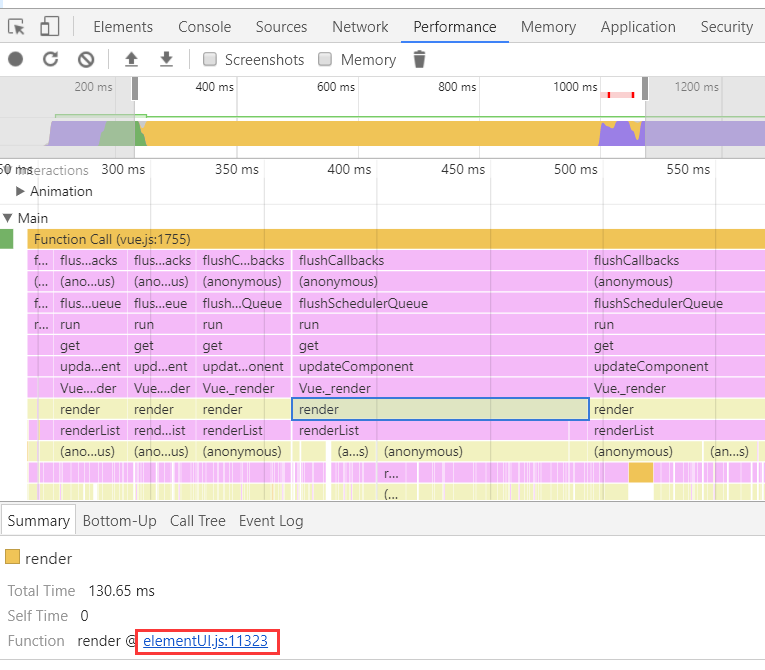 Elements Console Sources Network Performance Memory Application Security
Screenshots Memory
200 ms 400 ms 600 ms 800 ms 1000 ms 1200 ms
ms 300 ms 350 ms 400 ms 450 ms 500 ms 550 ms
Interactions
Animation
Main
Function Call (vue.js:1755)
f... flus...acks flus...acks flushC...backs flushCallbacks flushCallbacks
(... (ano...us) (ano...us) (anonymous) (anonymous) (anonymous)
f... flus...ueue flus...eue flush...Queue flushSchedulerQueue flushSchedulerQueue
r... run run run run run
get get get get get
upda...ent upd...ent updat...onent updateComponent updateComponent
Vue....der Vue....der Vue._render Vue._render Vue._render
render render render render render
renderList rend...ist renderList renderList renderList
(ano...us) (ano...us) (anonymous) (a...s) (anonymous) (anonymous) (an...s)
r...
(...
Summary Bottom-Up Call Tree Event Log
render
Total Time 130.65 ms
Self Time 0
Function render @ elementUI.js:11323